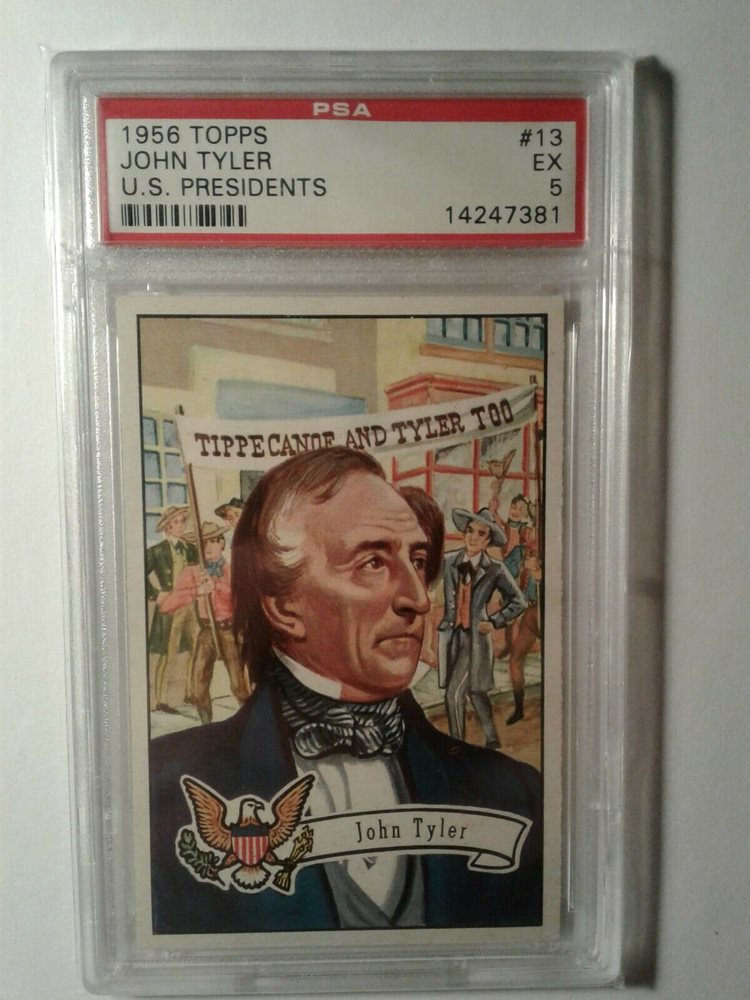 PSA
1956 TOPPS #13
JOHN TYLER EX
U.S. PRESIDENTS 5
14247381
TIPPECANOE AND TYLER TOO
John Tyler